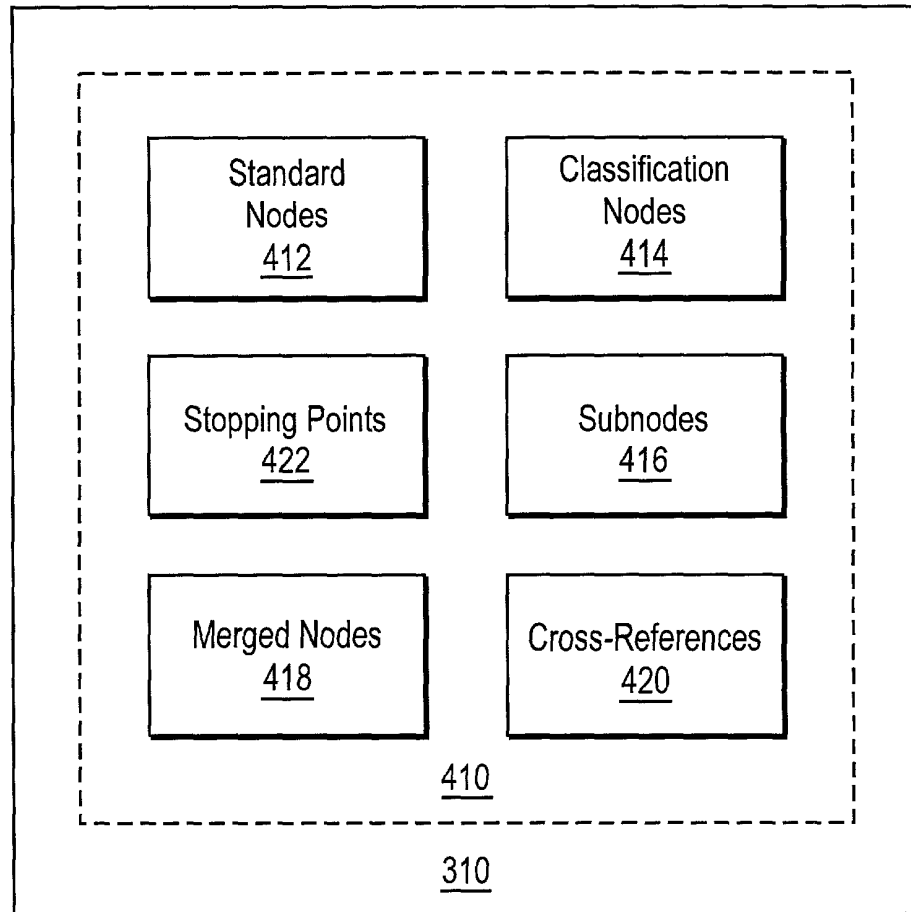 Standard
Nodes
412
Classification
Nodes
414
Stopping Points
422
Subnodes
416
Merged Nodes
418
Cross-References
420
410
310